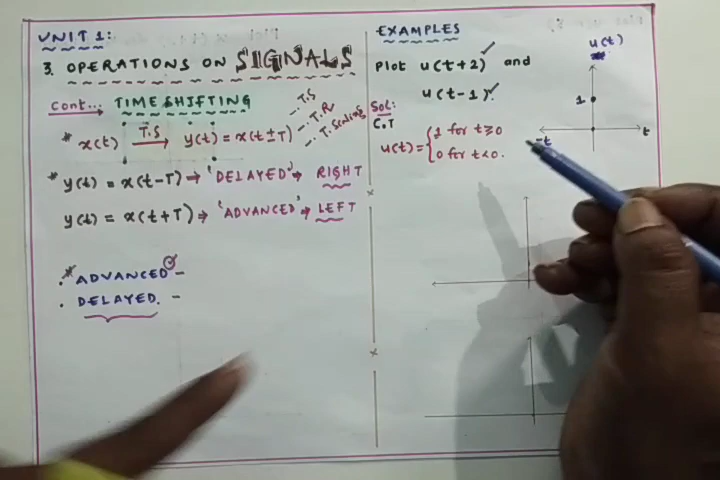 UNIT 1:
3. OPERATIONS ON SIGNALS
cont... TIME SHIFTING
* x(t) T.S → y(t) = x(t±T)
T.S
T.R
T. Scaling
* y(t) = x(t-T) → 'DELAYED' → RIGHT
y(t) = x(t+T) → 'ADVANCED' → LEFT
* ADVANCED -
. DELAYED. -
EXAMPLES
Plot u(t+2) and
u(t-1).
Sol:
C.T
u(t) = { 1 for t≥0
0 for t<0.
u(t)
1
-t t